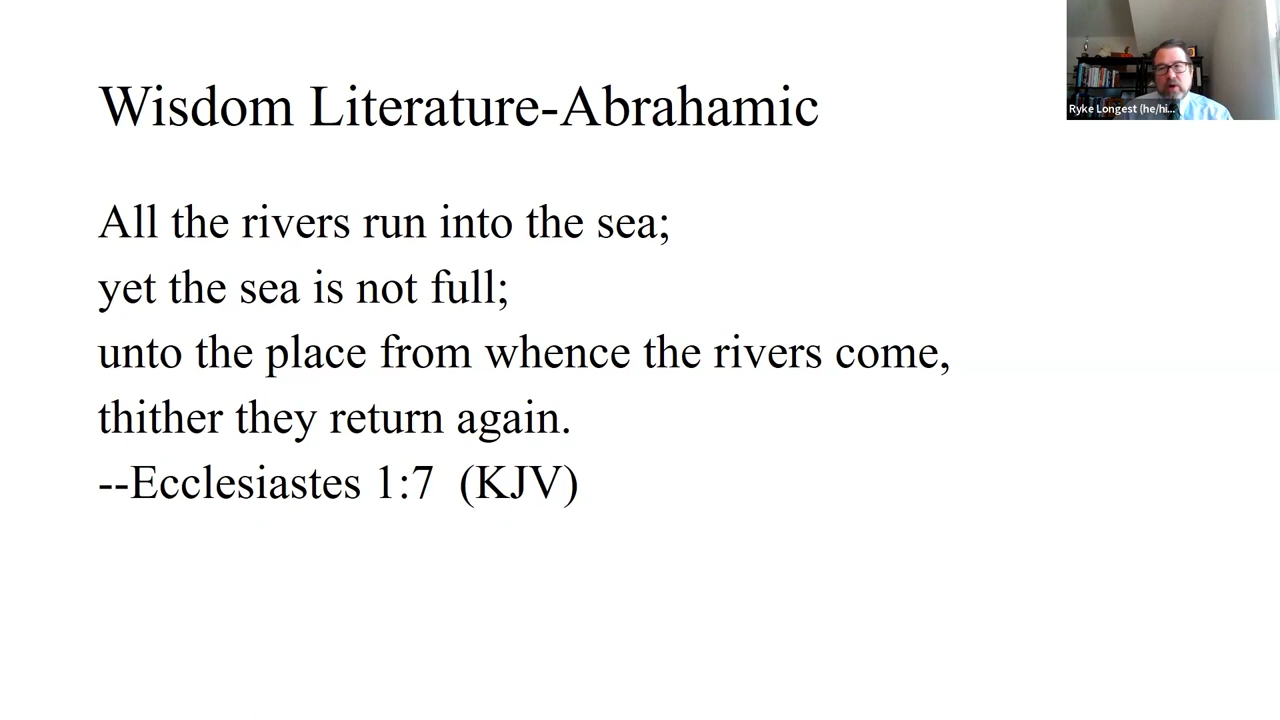 Wisdom Literature-Abrahamic
Ryke Longest (he/hi...
All the rivers run into the sea;
yet the sea is not full;
unto the place from whence the rivers come,
thither they return again.
--Ecclesiastes 1:7  (KJV)